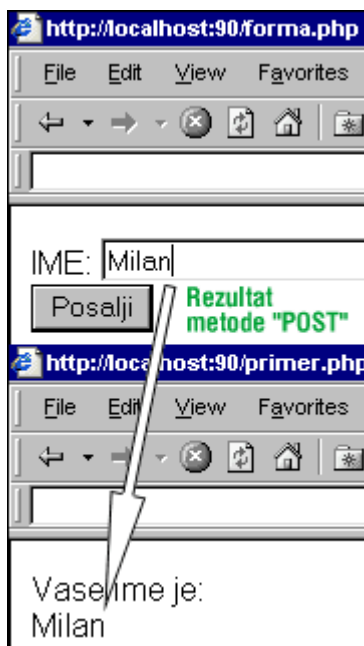 http://localhost:90/forma.php
File Edit View Favorites
IME: Milan
Posalji
Rezultat
metode "POST"
http://localhost:90/primer.php
File Edit View Favorites
Vase ime je:
Milan